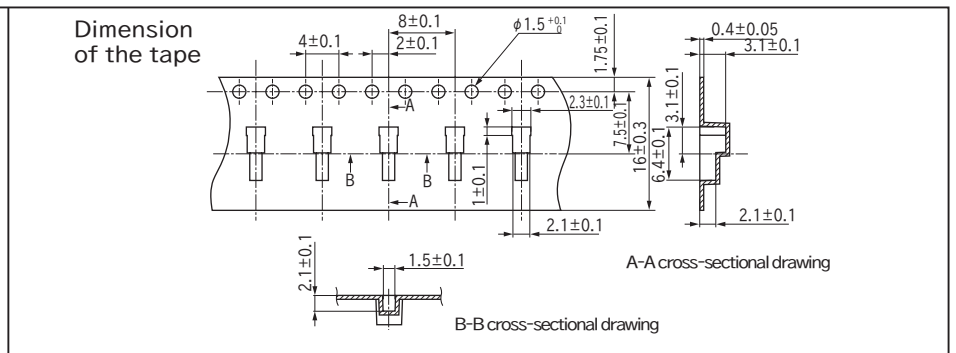 Dimension
of the tape
8±0.1
4±0.1
2±0.1
φ1.5 +0.1 0
1.75±0.1
0.4±0.05
3.1±0.1
A
2.3±0.1
7.5±0.1
16±0.3
3.1±0.1
6.4±0.1
B
B
1±0.1
A
2.1±0.1
2.1±0.1
A-A cross-sectional drawing
2.1±0.1
1.5±0.1
B-B cross-sectional drawing